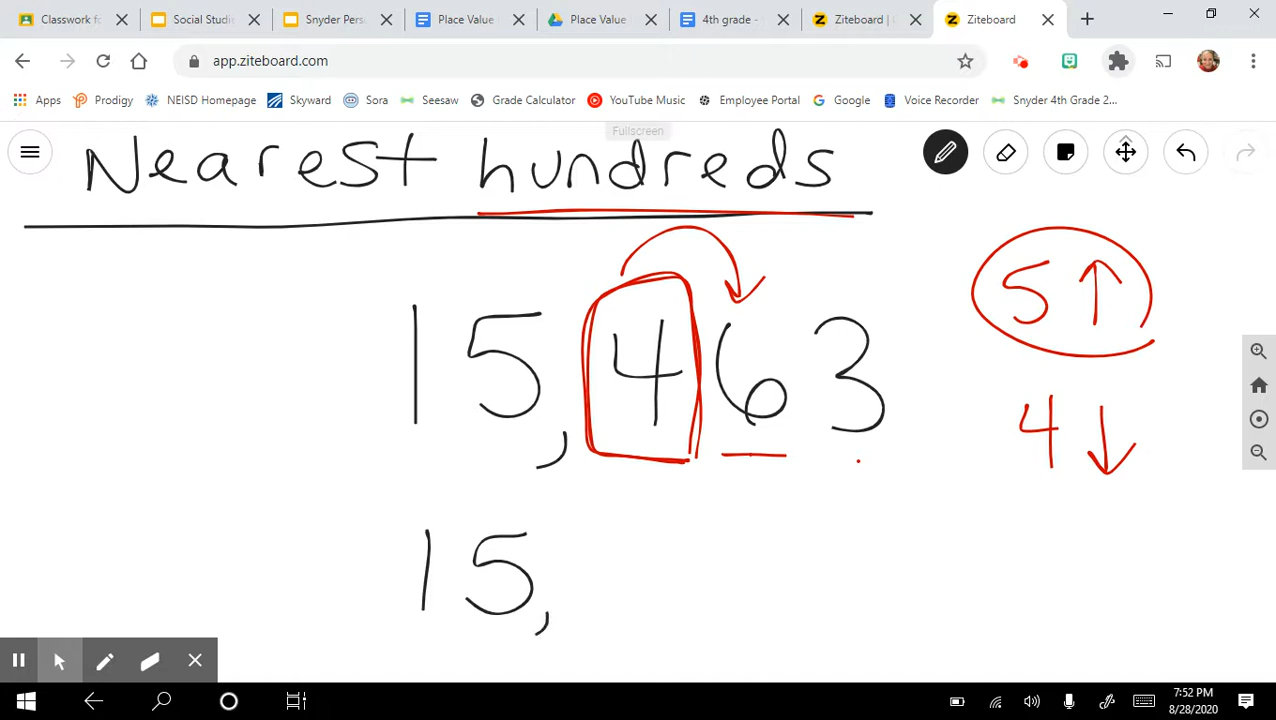 Classwork f
Social Studi
Snyder Pers
Place Value
Place Value
4th grade -
Ziteboard |
Ziteboard
app.ziteboard.com
Apps Prodigy NEISD Homepage Skyward Sora Seesaw Grade Calculator YouTube Music Employee Portal Google Voice Recorder Snyder 4th Grade 2...
Fullscreen
Nearest hundreds
15,463
5↑
4↓
15,
7:52 PM
8/28/2020